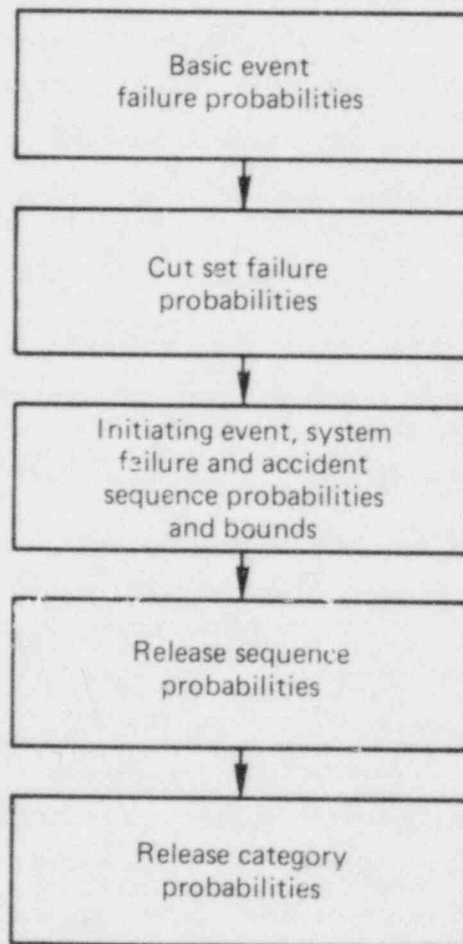 Basic event
failure probabilities
Cut set failure
probabilities
Initiating event, system
failure and accident
sequence probabilities
and bounds
Release sequence
probabilities
Release category
probabilities